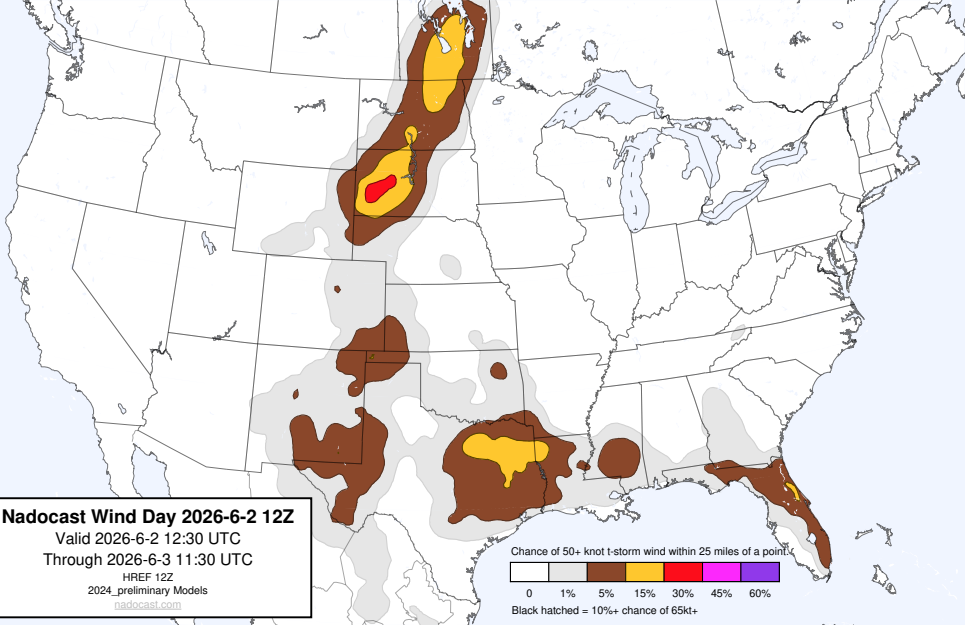 Nadocast Wind Day 2026-6-2 12Z
Valid 2026-6-2 12:30 UTC
Through 2026-6-3 11:30 UTC
HREF 12Z
2024_preliminary Models
nadocast.com
Chance of 50+ knot t-storm wind within 25 miles of a point.
0 1% 5% 15% 30% 45% 60%
Black hatched = 10%+ chance of 65kt+